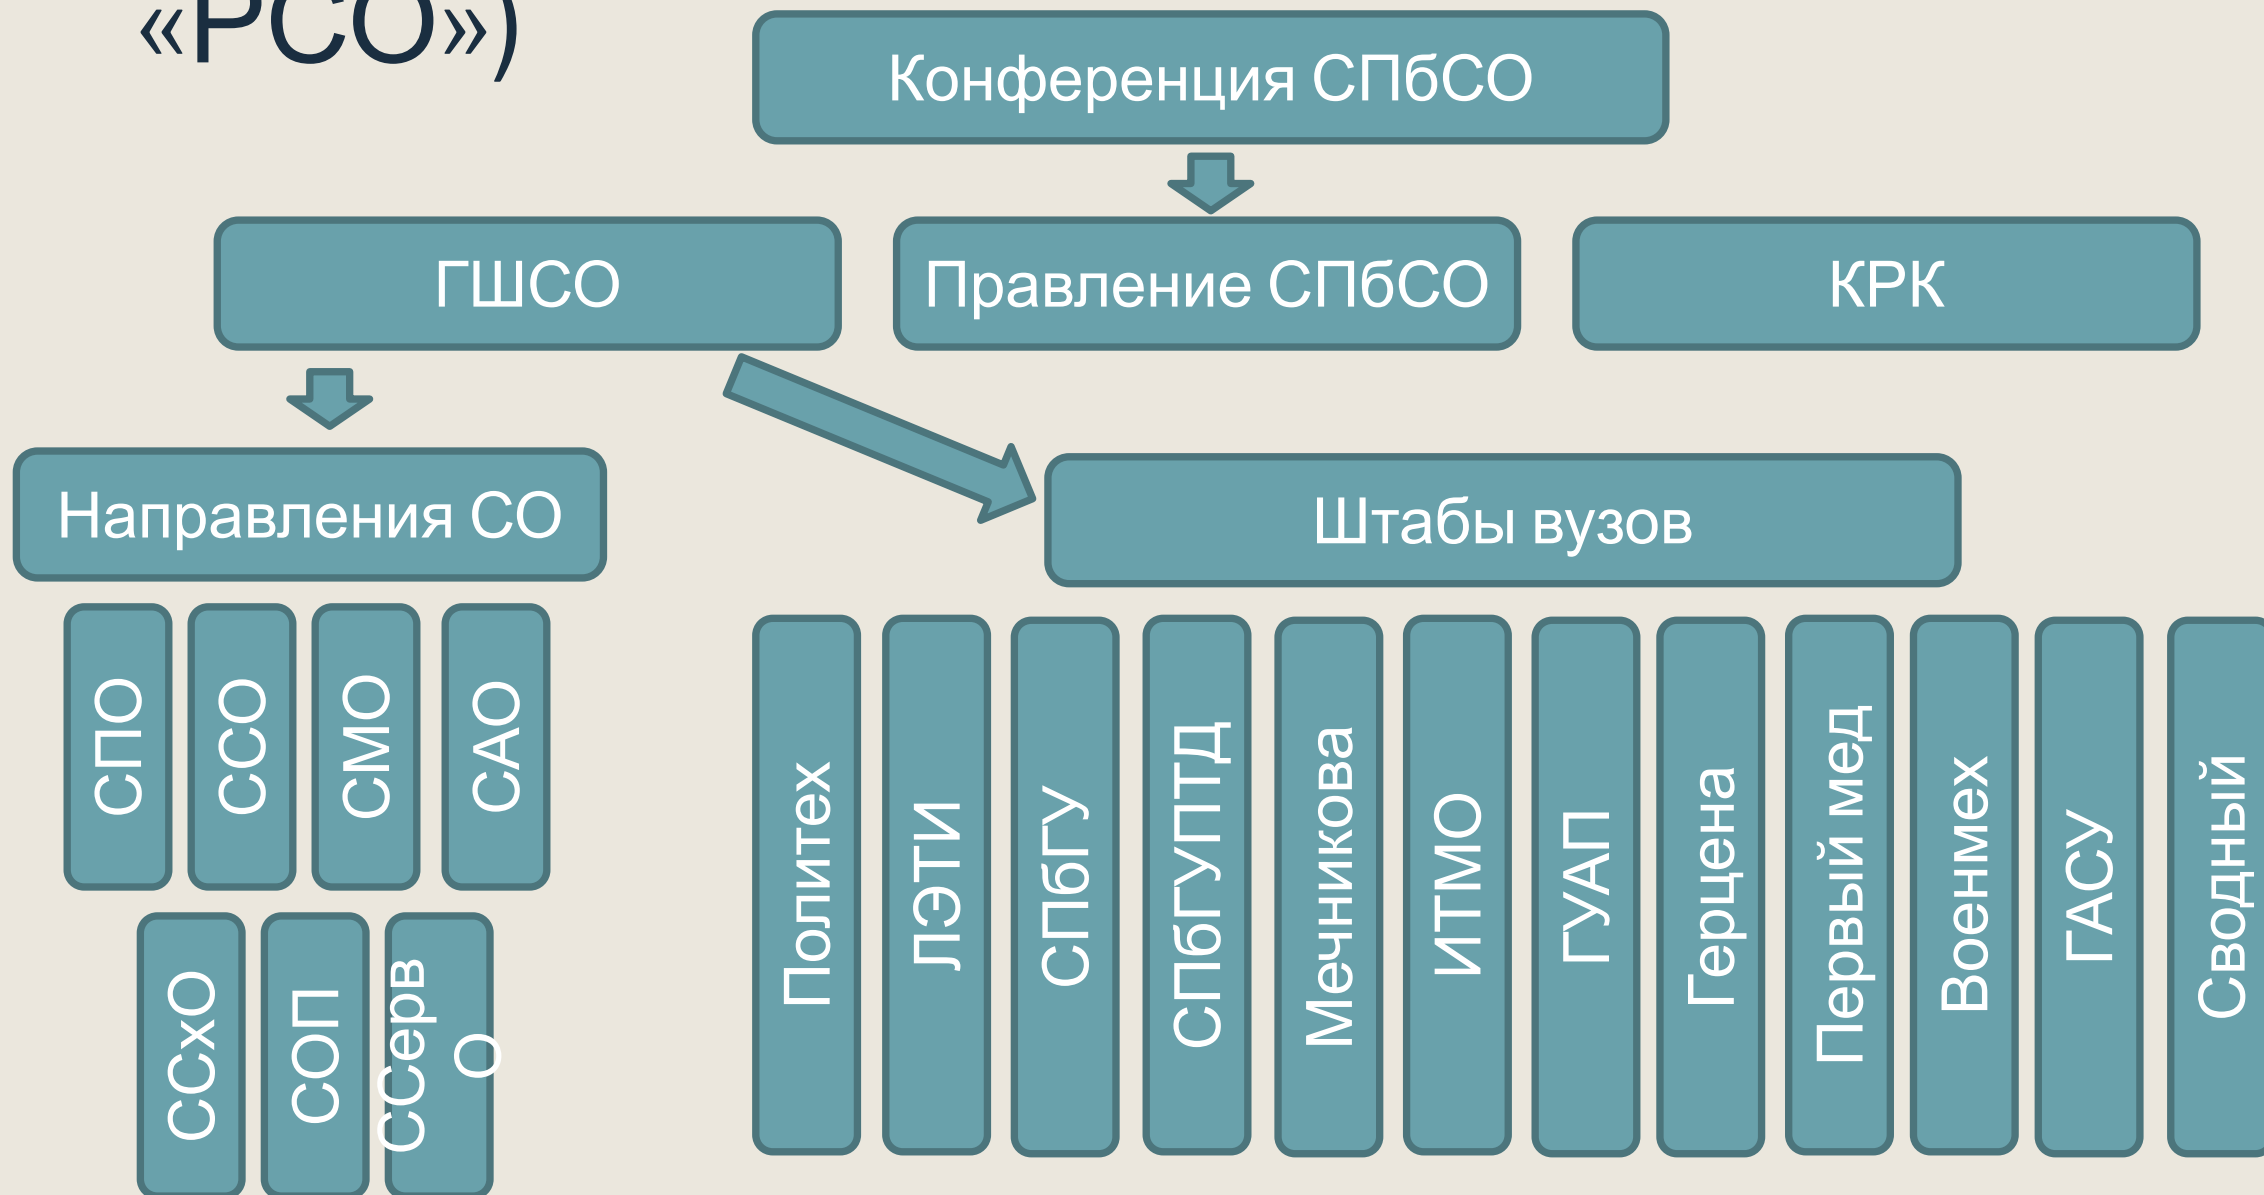 «РСО»)
Конференция СПбСО
ГШСО
Правление СПбСО
КРК
Направления СО
Штабы вузов
СПО
ССО
СМО
САО
ССхО
СОП
ССерв
О
Политех
ЛЭТИ
СПбГУ
СПбГУПТД
Мечникова
ИТМО
ГУАП
Герцена
Первый мед
Военмех
ГАСУ
Сводный